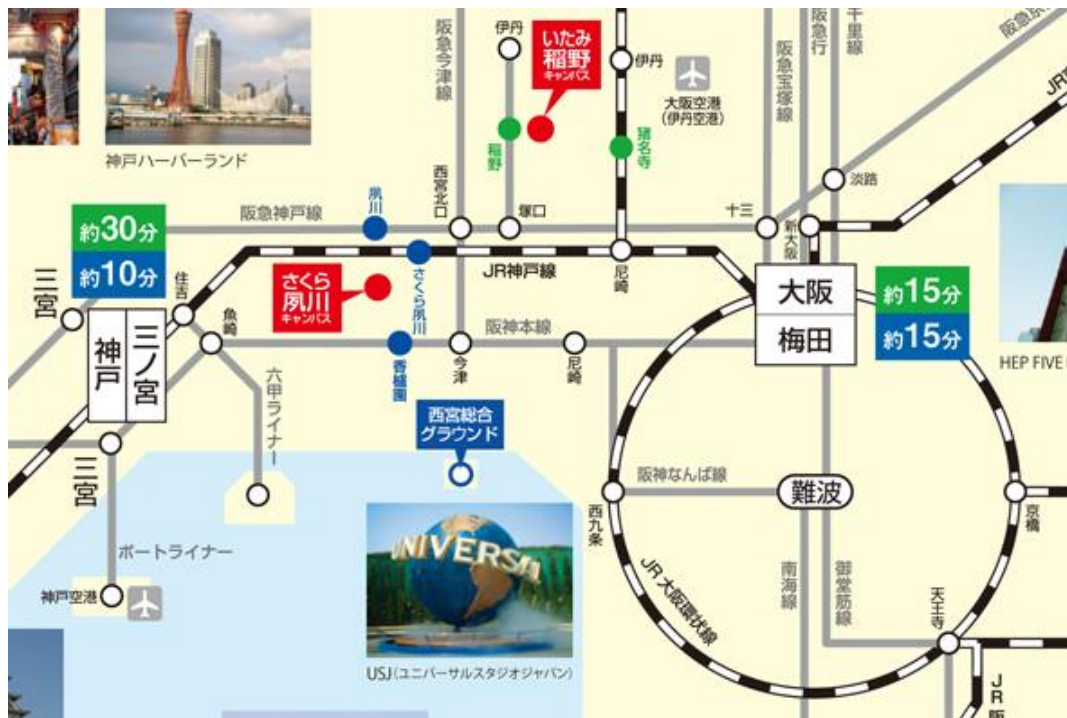 阪急今津線
伊丹
いたみ
稲野
キャンパス
伊丹
大阪空港
(伊丹空港)
阪急宝塚線
阪急行
千里線
神戸ハーバーランド
稲野
猪名寺
西宮北口
淡路
約30分
約10分
阪急神戸線
夙川
塚口
十三
新大阪
三宮
住吉
さくら
夙川
キャンパス
さくら夙川
JR神戸線
尼崎
大阪
梅田
約15分
約15分
神戸
三ノ宮
魚崎
阪神本線
香櫨園
今津
尼崎
HEP FIVE
六甲ライナー
西宮総合
グラウンド
三宮
阪神なんば線
難波
西九条
京橋
UNIVERSA
ポートライナー
神戸空港
JR大阪環状線
南海線
御堂筋線
天王寺
USJ(ユニバーサルスタジオジャパン)
JR阪